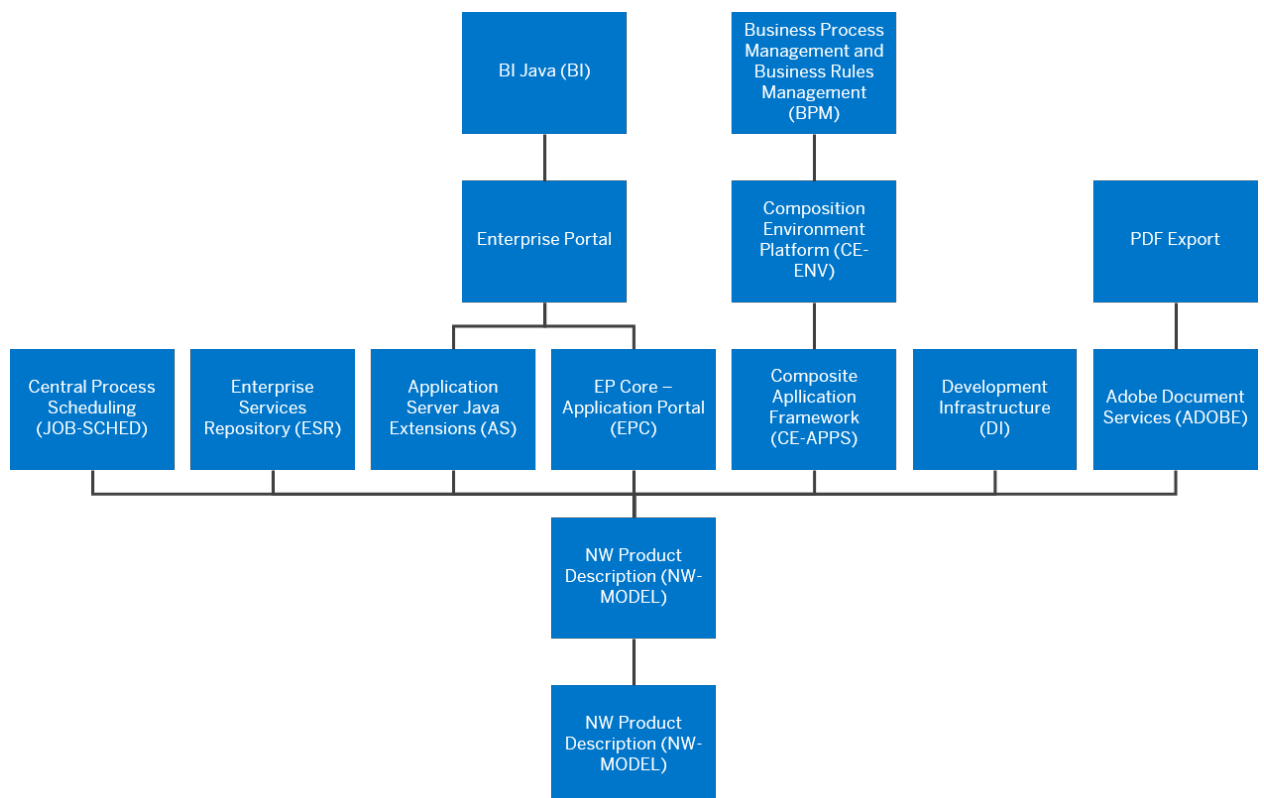 BI Java (BI)
Business Process
Management and
Business Rules
Management
(BPM)
Enterprise Portal
Composition
Environment
Platform (CE-
ENV)
PDF Export
Central Process
Scheduling
(JOB-SCHED)
Enterprise
Services
Repository (ESR)
Application
Server Java
Extensions (AS)
EP Core –
Application Portal
(EPC)
Composite
Apllication
Framework
(CE-APPS)
Development
Infrastructure
(DI)
Adobe Document
Services (ADOBE)
NW Product
Description (NW-
MODEL)
NW Product
Description (NW-
MODEL)